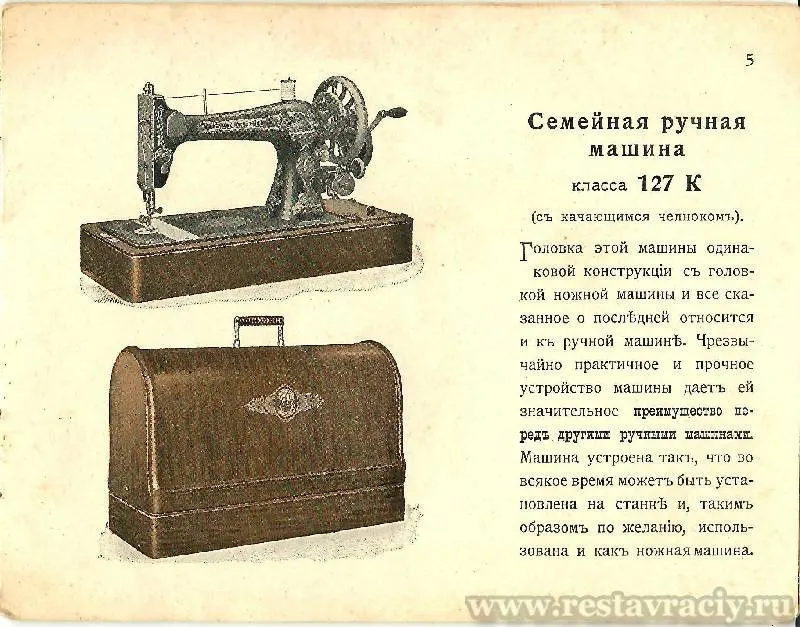 5
Семейная ручная
машина
класса 127 К
(съ качающимся челнокомъ).
Головка этой машины одина-
ковой конструкціи съ голов-
кой ножной машины и все ска-
занное о послѣдней относится
и къ ручной машинѣ. Чрезвы-
чайно практичное и прочное
устройство машины даетъ ей
значительное преимущество пе-
редъ другими ручными машинами.
Машина устроена такъ, что во
всякое время можетъ быть уста-
новлена на станкѣ и, такимъ
образомъ по желанію, исполь-
зована и какъ ножная машина.
www.restavraciy.ru